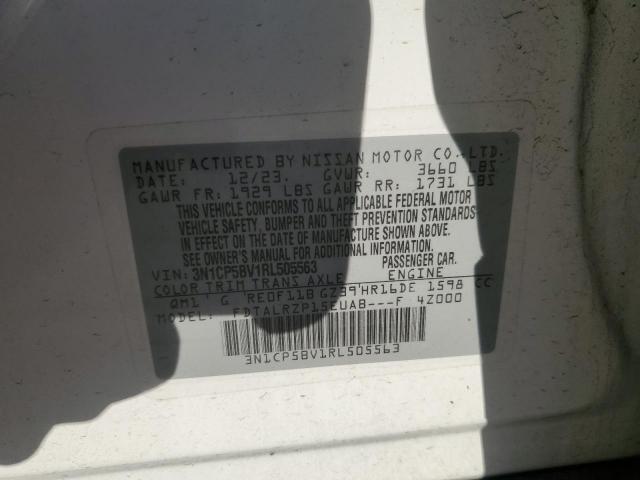 MANUFACTURED BY NISSAN MOTOR CO.,LTD.
DATE: 12/23. GVWR: 3660 LBS
GAWR FR: 1929 LBS GAWR RR: 1731 LBS
THIS VEHICLE CONFORMS TO ALL APPLICABLE FEDERAL MOTOR
VEHICLE SAFETY, BUMPER AND THEFT PREVENTION STANDARDS
IN EFFECT ON THE DATE OF MANUFACTURE SHOWN ABOVE.
SEE OWNER'S MANUAL FOR ADDITIONAL INFORMATION.
VIN: 3N1CP5BV1RL505563 PASSENGER CAR.
COLOR TRIM TRANS AXLE ENGINE
QM1 G RE0F11B GZ39 HR16DE 1598 CC
MODEL: FDTALRZP15EUAB---F 4Z000
3N1CP5BV1RL505563